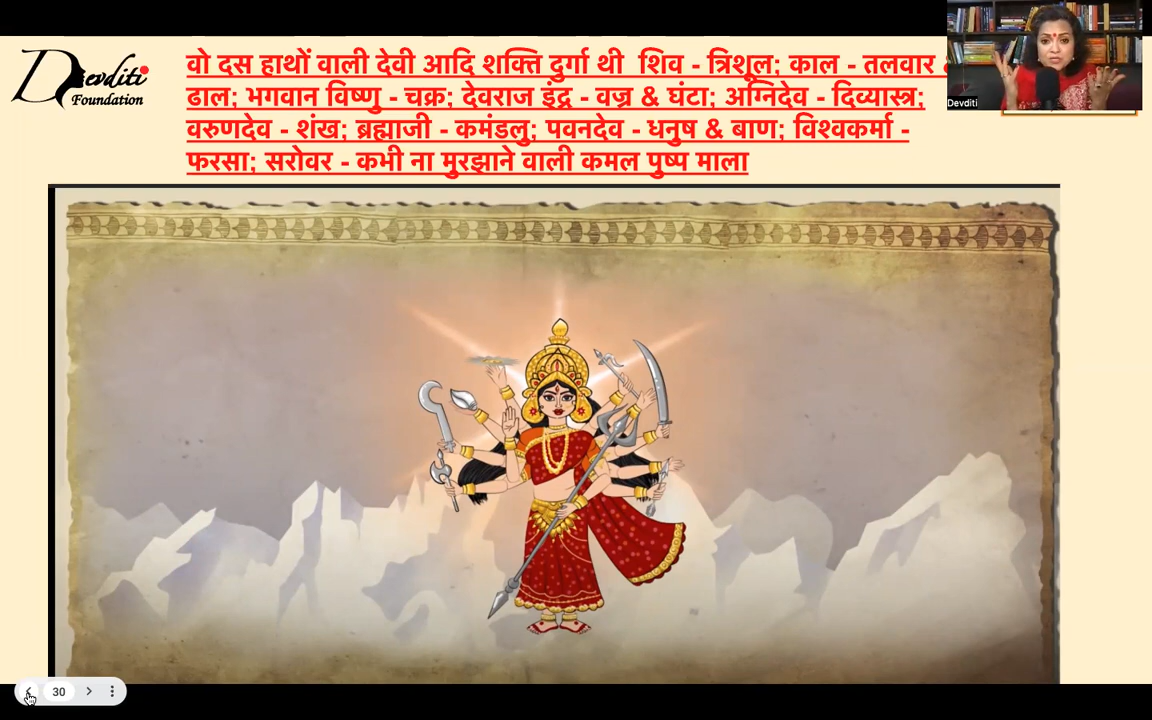 Devditi
Foundation
वो दस हाथों वाली देवी आदि शक्ति दुर्गा थी शिव - त्रिशूल; काल - तलवार
ढाल; भगवान विष्णु - चक्र; देवराज इंद्र - वज्र & घंटा; अग्निदेव - दिव्यास्त्र;
वरुणदेव - शंख; ब्रह्माजी - कमंडलु; पवनदेव - धनुष & बाण; विश्वकर्मा -
फरसा; सरोवर - कभी ना मुरझाने वाली कमल पुष्प माला
Devditi
30